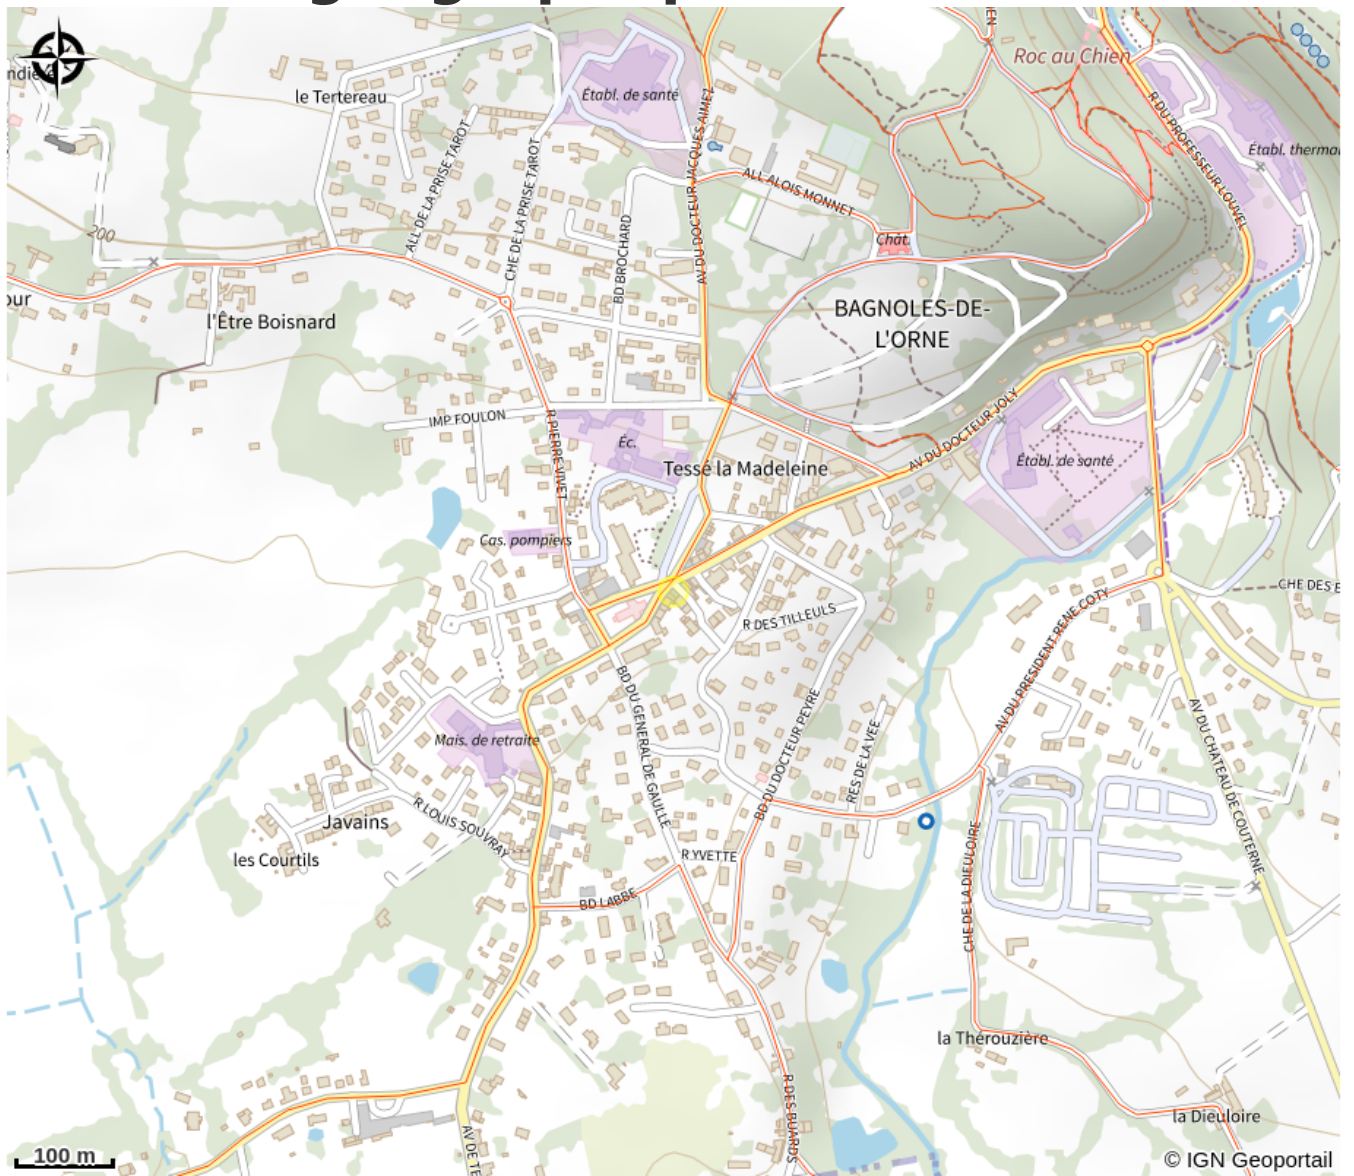 Roc au Chien
le Tertereau
Établ. de santé
R DU PROFESSEUR LOUVEL
Établ. therma
ALL DE LA PRISE TAROT
CHE DE LA PRISE TAROT
AV DU DOCTEUR JACQUES AIMEZ
ALL ALOIS MONNET
200
BD BROCHARD
Chât.
l'Être Boisnard
BAGNOLES-DE-
L'ORNE
IMP FOULON
R PIERRE VIVET
Éc.
Tessé la Madeleine
AV DU DOCTEUR JOLY
Établ. de santé
Cas. pompiers
CHE DES E
R DES TILLEULS
AV DU PRESIDENT RENE COTY
BD DU GENERAL DE GAULLE
BD DU DOCTEUR PEYRE
RES DE LA VEE
AV DU CHATEAU DE COUTERNE
Mais. de retraite
Javains
R LOUIS SOUVRAY
les Courtils
R YVETTE
BD LABBE
CHE DE LA DIEULOIRE
la Thérouzière
R DES BUARDS
la Dieuloire
AV DE TE
100 m
© IGN Geoportail